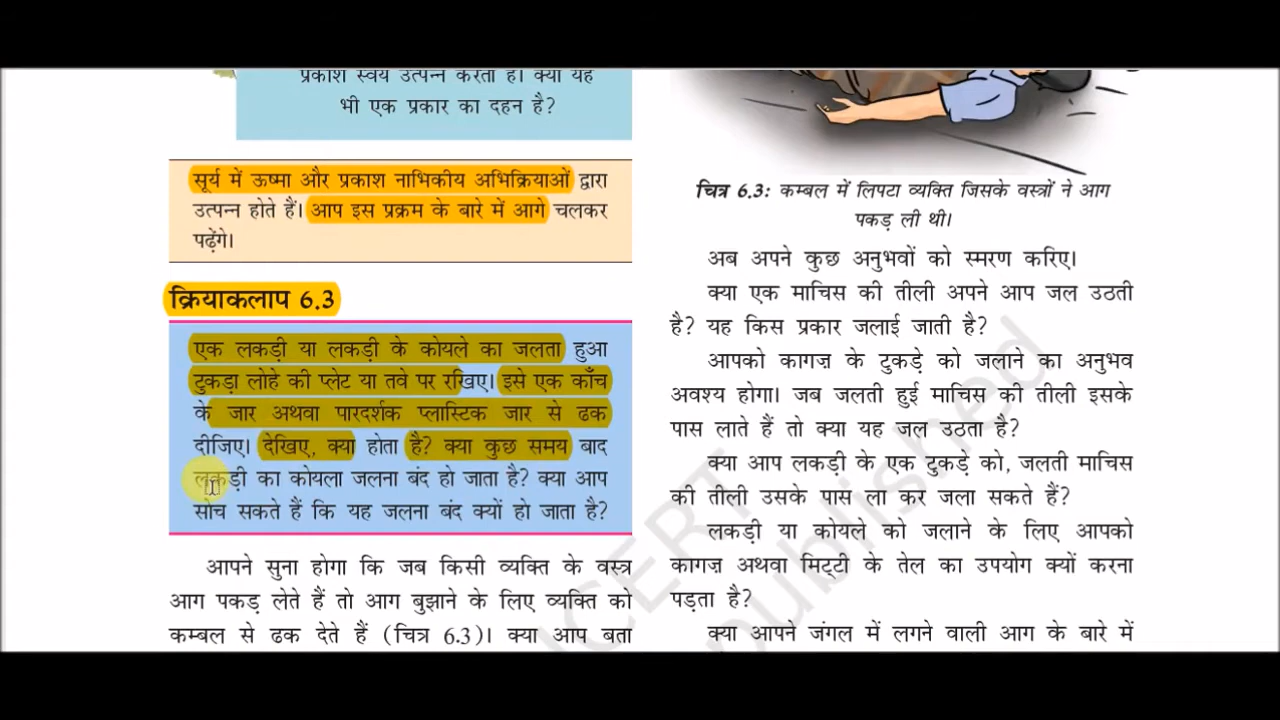 प्रकाश स्वयं उत्पन्न करता है। क्या यह
भी एक प्रकार का दहन है?
सूर्य में ऊष्मा और प्रकाश नाभिकीय अभिक्रियाओं द्वारा
उत्पन्न होते हैं। आप इस प्रक्रम के बारे में आगे चलकर
पढ़ेंगे।
क्रियाकलाप 6.3
एक लकड़ी या लकड़ी के कोयले का जलता हुआ
टुकड़ा लोहे की प्लेट या तवे पर रखिए। इसे एक काँच
के जार अथवा पारदर्शक प्लास्टिक जार से ढक
दीजिए। देखिए, क्या होता है? क्या कुछ समय बाद
लकड़ी का कोयला जलना बंद हो जाता है? क्या आप
सोच सकते हैं कि यह जलना बंद क्यों हो जाता है?
आपने सुना होगा कि जब किसी व्यक्ति के वस्त्र
आग पकड़ लेते हैं तो आग बुझाने के लिए व्यक्ति को
कम्बल से ढक देते हैं (चित्र 6.3)। क्या आप बता
चित्र 6.3: कम्बल में लिपटा व्यक्ति जिसके वस्त्रों ने आग
पकड़ ली थी।
अब अपने कुछ अनुभवों को स्मरण करिए।
क्या एक माचिस की तीली अपने आप जल उठती
है? यह किस प्रकार जलाई जाती है?
आपको कागज़ के टुकड़े को जलाने का अनुभव
अवश्य होगा। जब जलती हुई माचिस की तीली इसके
पास लाते हैं तो क्या यह जल उठता है?
क्या आप लकड़ी के एक टुकड़े को, जलती माचिस
की तीली उसके पास ला कर जला सकते हैं?
लकड़ी या कोयले को जलाने के लिए आपको
कागज़ अथवा मिट्टी के तेल का उपयोग क्यों करना
पड़ता है?
क्या आपने जंगल में लगने वाली आग के बारे में
published